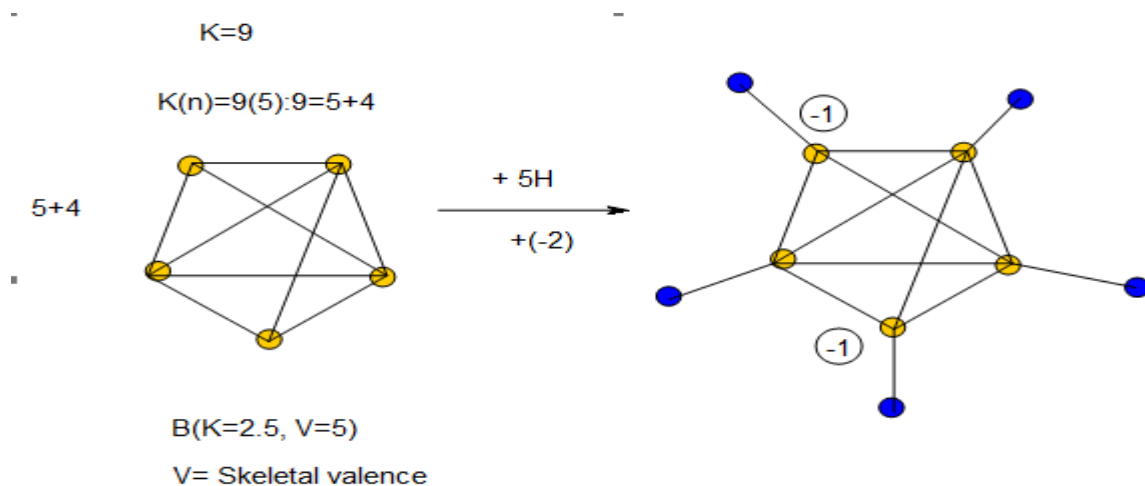 K=9
K(n)=9(5):9=5+4
5+4
+ 5H
+(-2)
-1
-1
B(K=2.5, V=5)
V= Skeletal valence